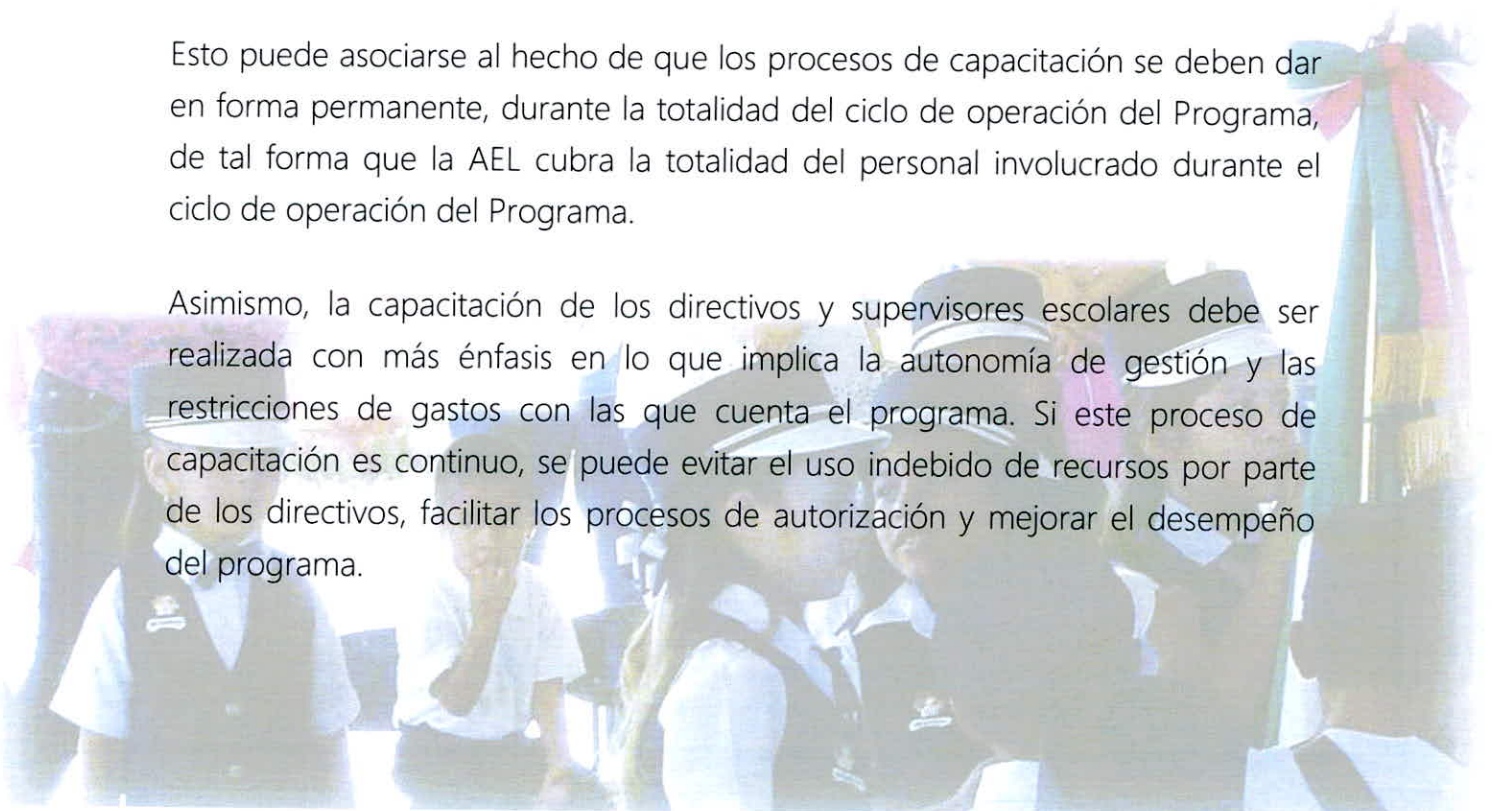 Esto puede asociarse al hecho de que los procesos de capacitación se deben dar
en forma permanente, durante la totalidad del ciclo de operación del Programa,
de tal forma que la AEL cubra la totalidad del personal involucrado durante el
ciclo de operación del Programa.
Asimismo, la capacitación de los directivos y supervisores escolares debe ser
realizada con más énfasis en lo que implica la autonomía de gestión y las
restricciones de gastos con las que cuenta el programa. Si este proceso de
capacitación es continuo, se puede evitar el uso indebido de recursos por parte
de los directivos, facilitar los procesos de autorización y mejorar el desempeño
del programa.